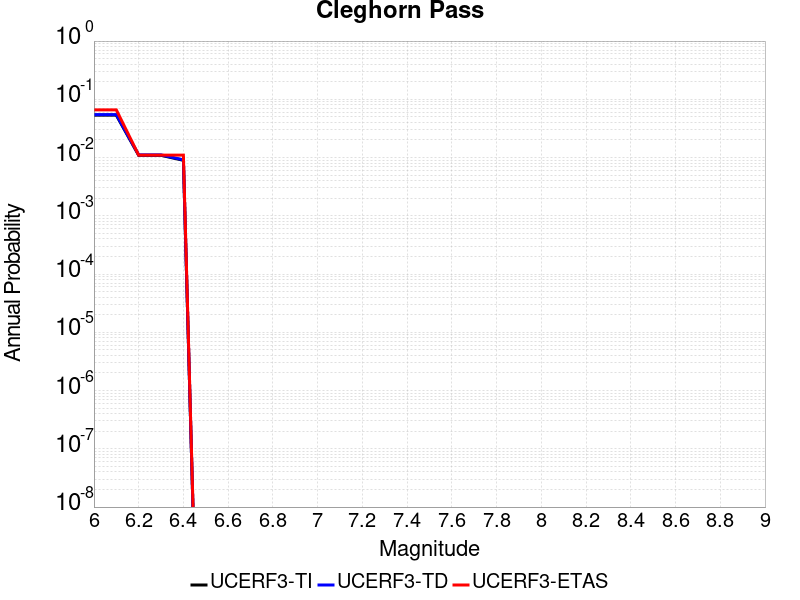 Cleghorn Pass
10^0
10^-1
10^-2
10^-3
10^-4
10^-5
10^-6
10^-7
10^-8
Annual Probability
6 6.2 6.4 6.6 6.8 7 7.2 7.4 7.6 7.8 8 8.2 8.4 8.6 8.8 9
Magnitude
UCERF3-TI UCERF3-TD UCERF3-ETAS